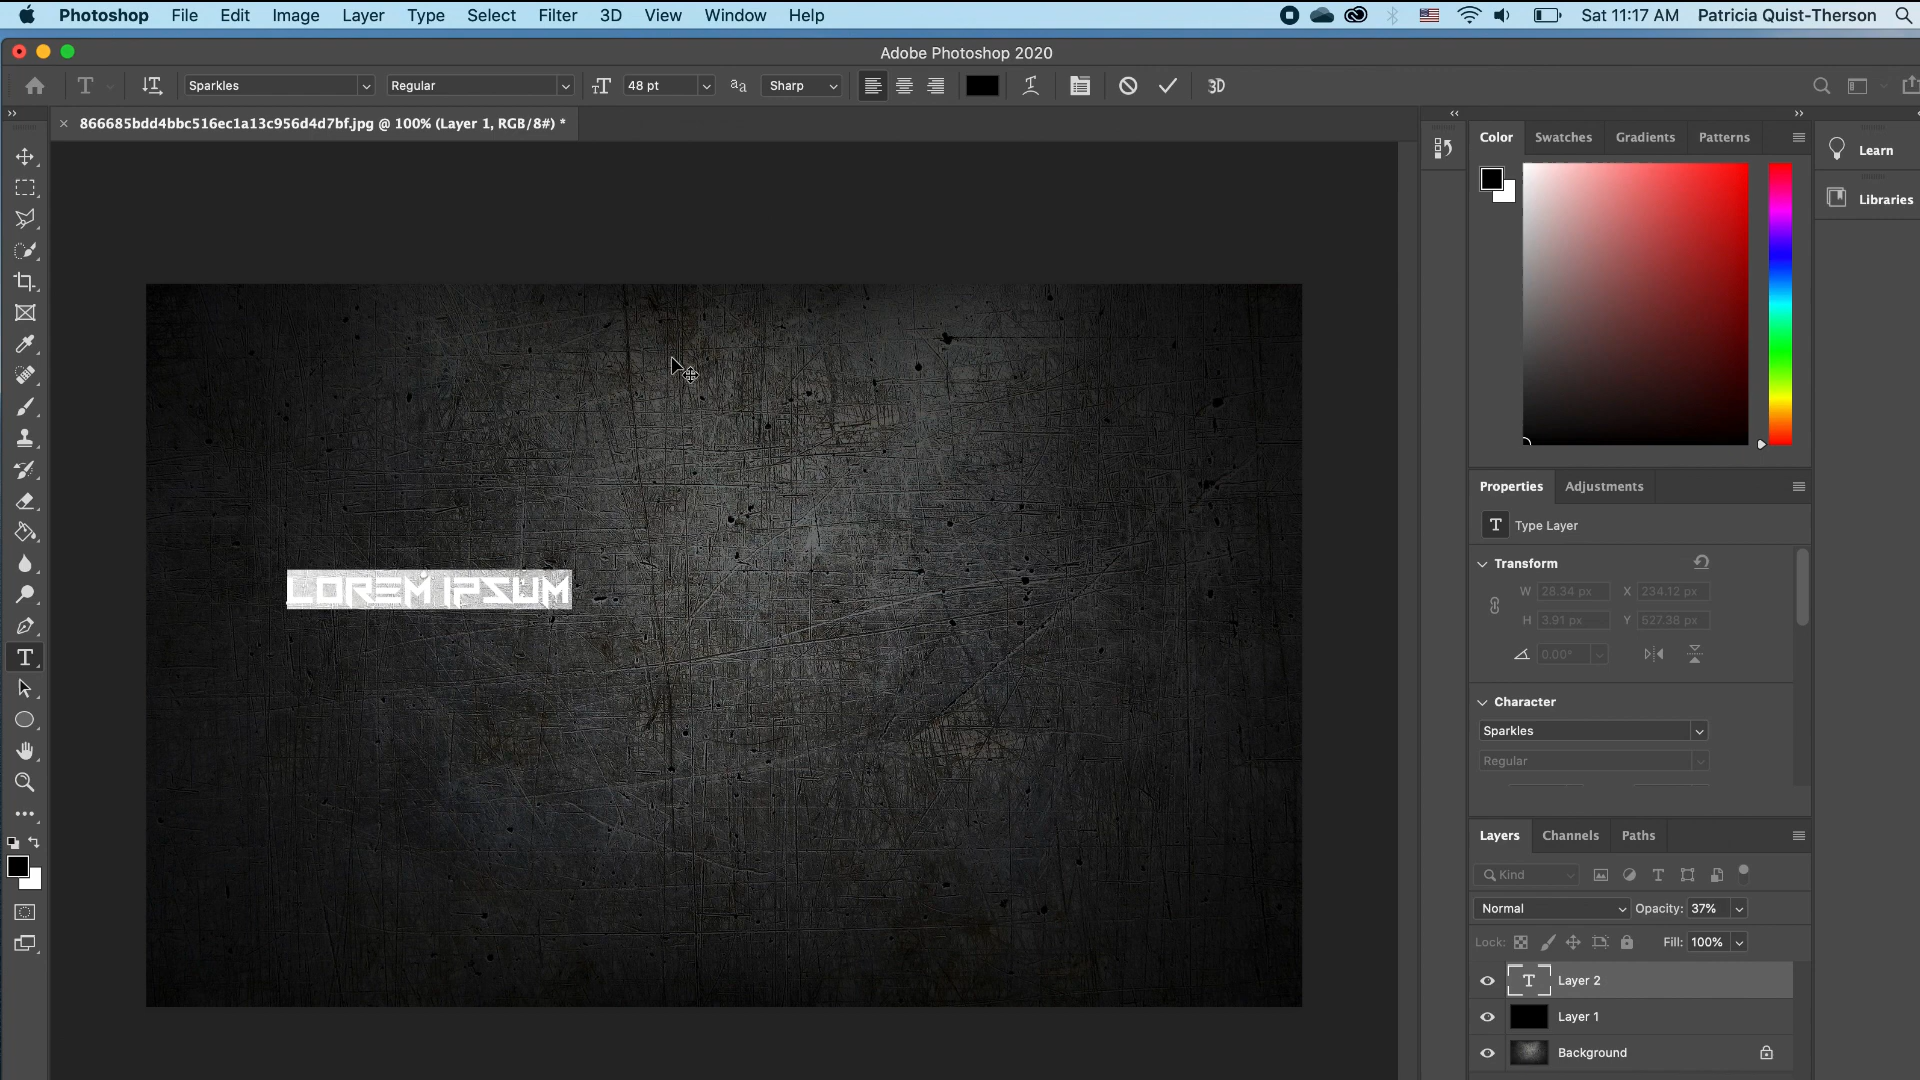 Photoshop File Edit Image Layer Type Select Filter 3D View Window Help Sat 11:17 AM Patricia Quist-Therson
Adobe Photoshop 2020
T Sparkles Regular 48 pt aa Sharp 3D
× 866685bdd4bbc516ec1a13c956d4d7bf.jpg @ 100% (Layer 1, RGB/8#) *
Color Swatches Gradients Patterns
Learn
Libraries
LOREM IPSUM
Properties Adjustments
T Type Layer
Transform
W 28.34 px X 234.12 px
H 3.91 px Y 527.38 px
0.00°
Character
Sparkles
Regular
Layers Channels Paths
Kind
Normal Opacity: 37%
Lock: Fill: 100%
T Layer 2
Layer 1
Background